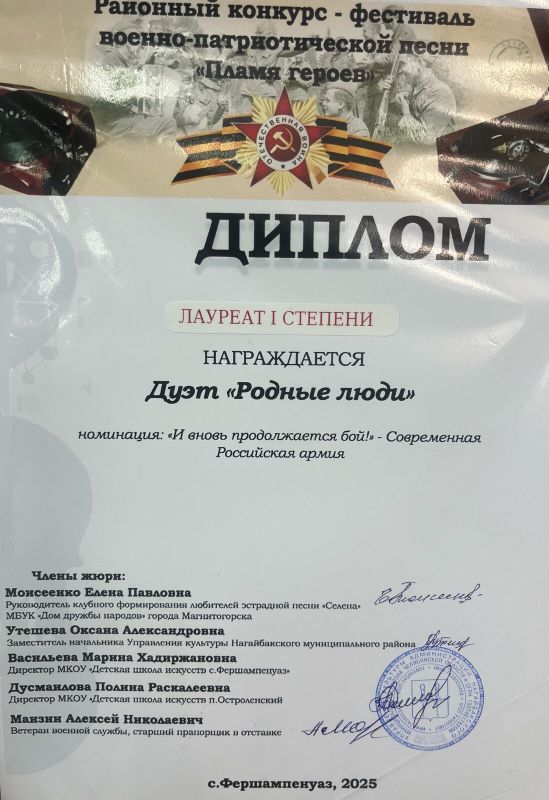 Районный конкурс - фестиваль
военно-патриотической песни
«Пламя героев»
ОТЕЧЕСТВЕННАЯ ВОЙНА
ДИПЛОМ
ЛАУРЕАТ I СТЕПЕНИ
НАГРАЖДАЕТСЯ
Дуэт «Родные люди»
номинация: «И вновь продолжается бой!» - Современная
Российская армия
Члены жюри:
Моисеенко Елена Павловна
Руководитель клубного формирования любителей эстрадной песни «Селена»
МБУК «Дом дружбы народов» города Магнитогорска
Утешева Оксана Александровна
Заместитель начальника Управления культуры Нагайбакского муниципального района
Васильева Марина Хадиржановна
Директор МКОУ «Детская школа искусств с.Фершампенуаз»
Дусмаилова Полина Раскалеевна
Директор МКОУ «Детская школа искусств п.Остроленский
Манзин Алексей Николаевич
Ветеран военной службы, старший прапорщик в отставке
с.Фершампенуаз, 2025